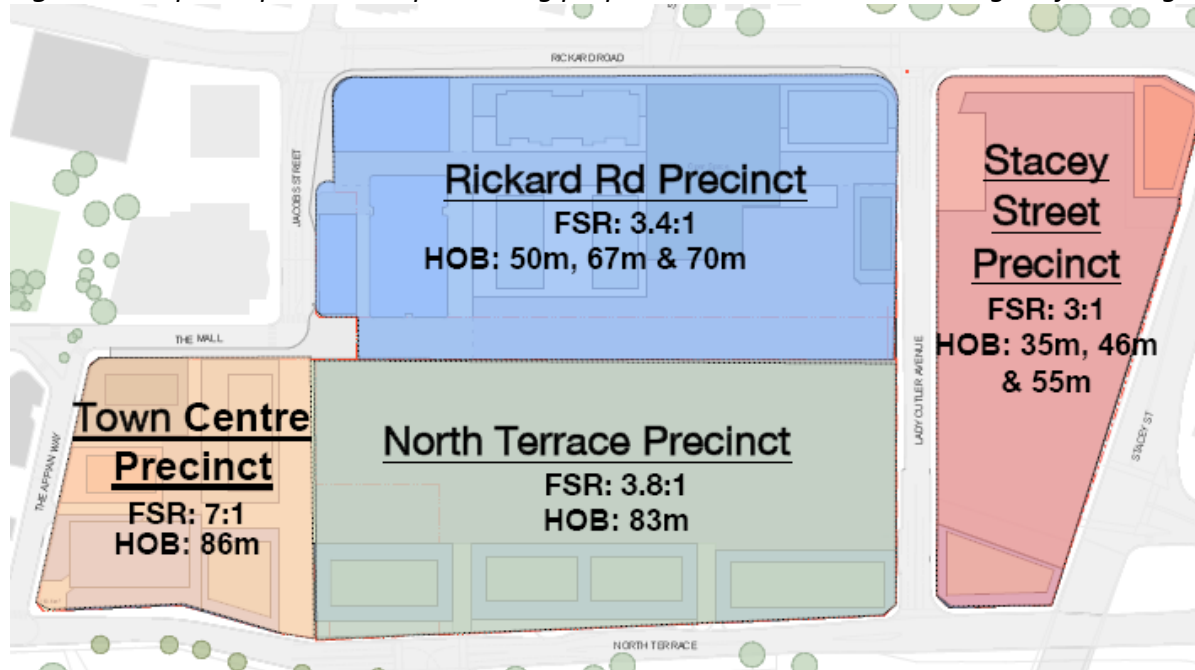 RICKARD ROAD
JACOBS STREET
Rickard Rd Precinct
FSR: 3.4:1
HOB: 50m, 67m & 70m
Stacey
Street
Precinct
FSR: 3:1
HOB: 35m, 46m
& 55m
THE MALL
LADY CUTLER AVENUE
STACEY ST
THE APPIAN WAY
Town Centre
Precinct
FSR: 7:1
HOB: 86m
North Terrace Precinct
FSR: 3.8:1
HOB: 83m
NORTH TERRACE